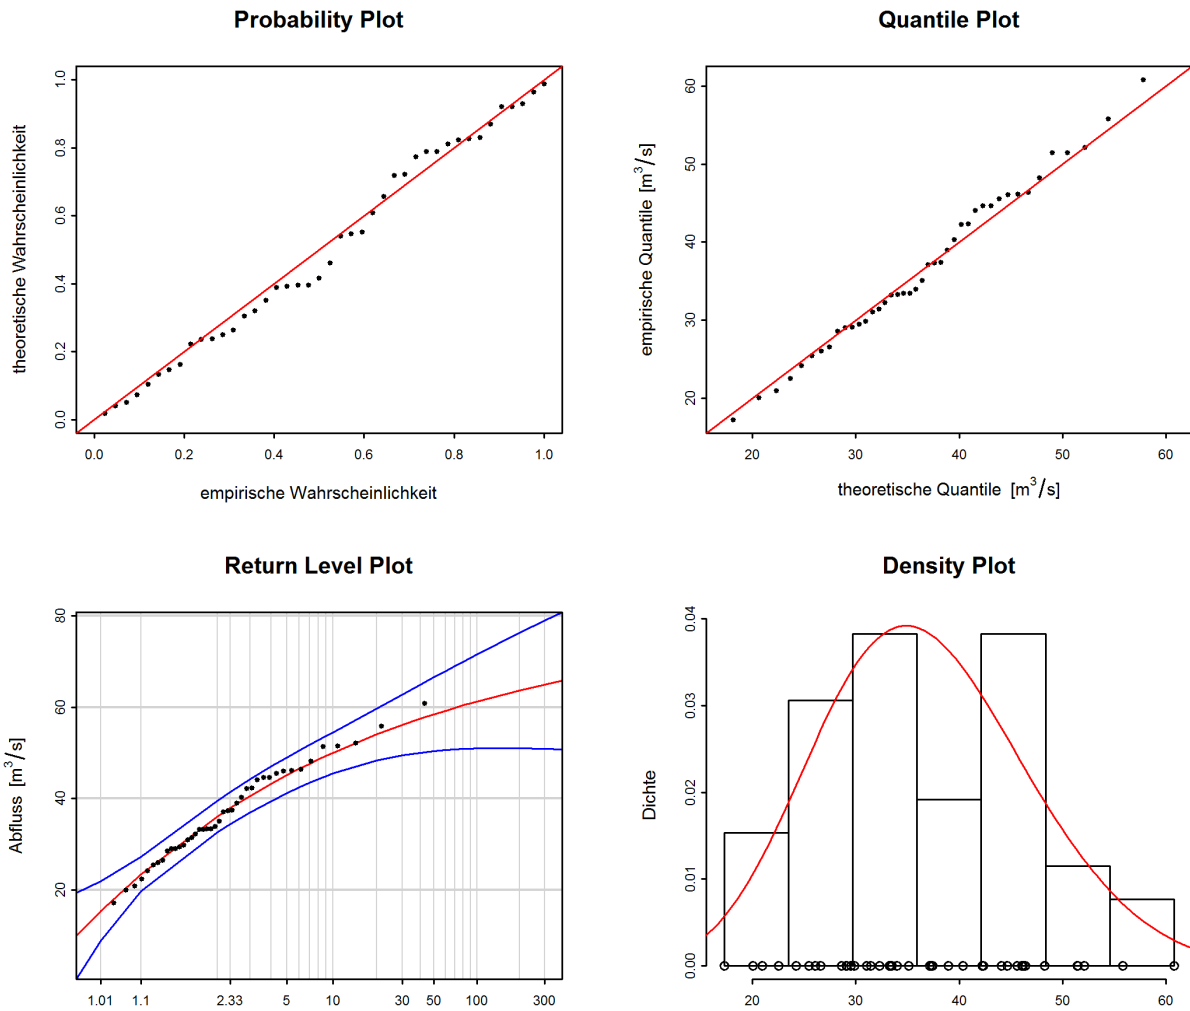 Probability Plot
theoretische Wahrscheinlichkeit
0.0 0.2 0.4 0.6 0.8 1.0
0.0 0.2 0.4 0.6 0.8 1.0
empirische Wahrscheinlichkeit
Quantile Plot
empirische Quantile [m³/s]
20 30 40 50 60
20 30 40 50 60
theoretische Quantile [m³/s]
Return Level Plot
Abfluss [m³/s]
20 40 60 80
1.01 1.1 2.33 5 10 30 50 100 300
Density Plot
Dichte
0.00 0.01 0.02 0.03 0.04
20 30 40 50 60